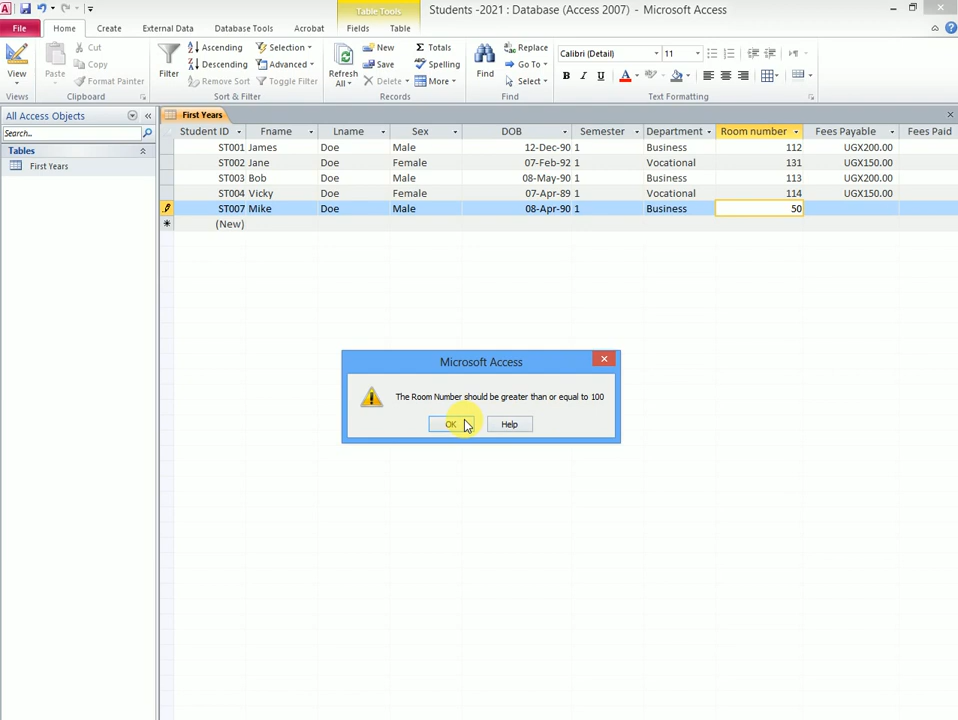 Table Tools
Students -2021 : Database (Access 2007) - Microsoft Access
File Home Create External Data Database Tools Acrobat Fields Table
View
Views
Paste
Cut
Copy
Format Painter
Clipboard
Filter
Ascending
Descending
Remove Sort
Selection
Advanced
Toggle Filter
Sort & Filter
Refresh
All
New
Save
Delete
Totals
Spelling
More
Records
Find
Replace
Go To
Select
Find
Calibri (Detail) 11
B I U A
Text Formatting
All Access Objects
Search...
Tables
First Years
First Years
Student ID Fname Lname Sex DOB Semester Department Room number Fees Payable Fees Paid
ST001 James Doe Male 12-Dec-90 1 Business 112 UGX200.00
ST002 Jane Doe Female 07-Feb-92 1 Vocational 131 UGX150.00
ST003 Bob Doe Male 08-May-90 1 Business 113 UGX200.00
ST004 Vicky Doe Female 07-Apr-89 1 Vocational 114 UGX150.00
ST007 Mike Doe Male 08-Apr-90 1 Business 50
(New)
Microsoft Access
The Room Number should be greater than or equal to 100
OK Help